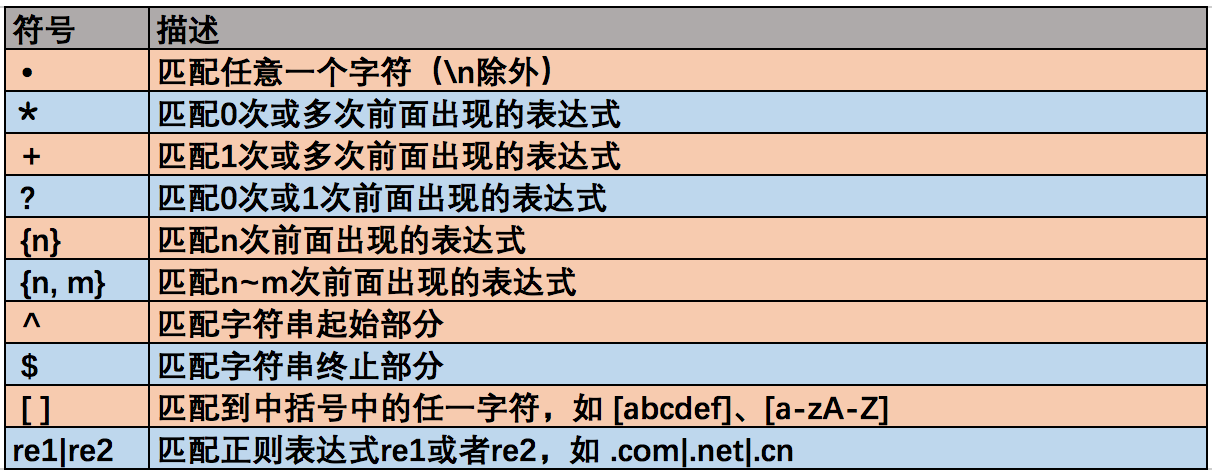 符号 描述
• 匹配任意一个字符（\n除外）
* 匹配0次或多次前面出现的表达式
+ 匹配1次或多次前面出现的表达式
? 匹配0次或1次前面出现的表达式
{n} 匹配n次前面出现的表达式
{n, m} 匹配n~m次前面出现的表达式
^ 匹配字符串起始部分
$ 匹配字符串终止部分
[ ] 匹配到中括号中的任一字符，如 [abcdef]、[a-zA-Z]
re1|re2 匹配正则表达式re1或者re2，如 .com|.net|.cn